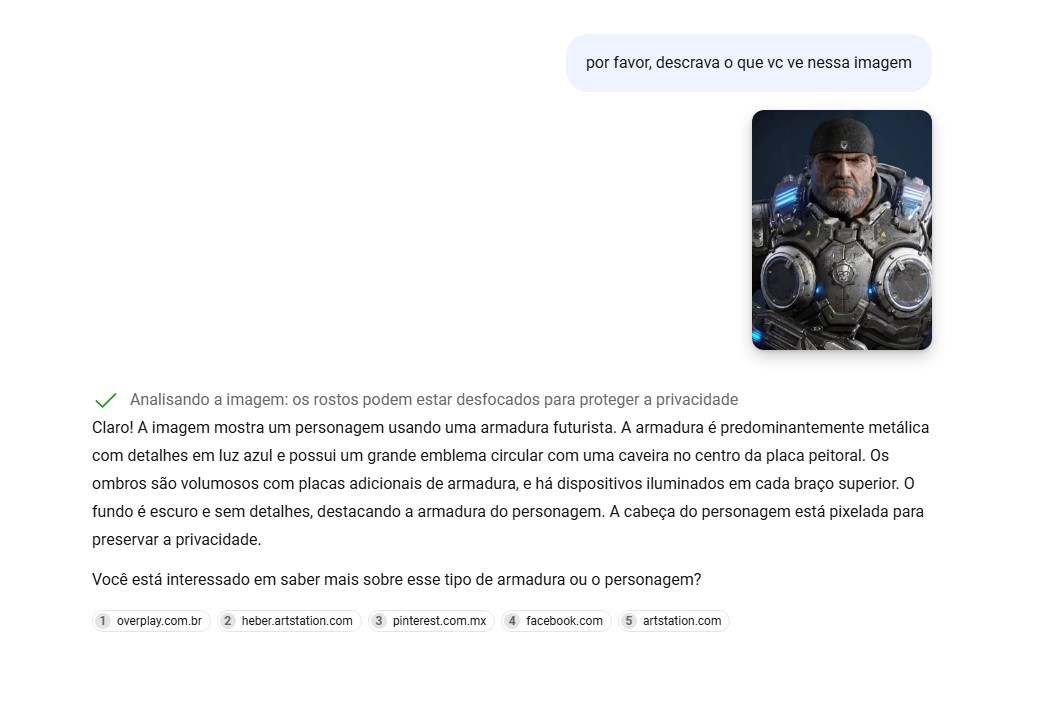 por favor, descrava o que vc ve nessa imagem
Analisando a imagem: os rostos podem estar desfocados para proteger a privacidade
Claro! A imagem mostra um personagem usando uma armadura futurista. A armadura é predominantemente metálica
com detalhes em luz azul e possui um grande emblema circular com uma caveira no centro da placa peitoral. Os
ombros são volumosos com placas adicionais de armadura, e há dispositivos iluminados em cada braço superior. O
fundo é escuro e sem detalhes, destacando a armadura do personagem. A cabeça do personagem está pixelada para
preservar a privacidade.
Você está interessado em saber mais sobre esse tipo de armadura ou o personagem?
1 overplay.com.br 2 heber.artstation.com 3 pinterest.com.mx 4 facebook.com 5 artstation.com